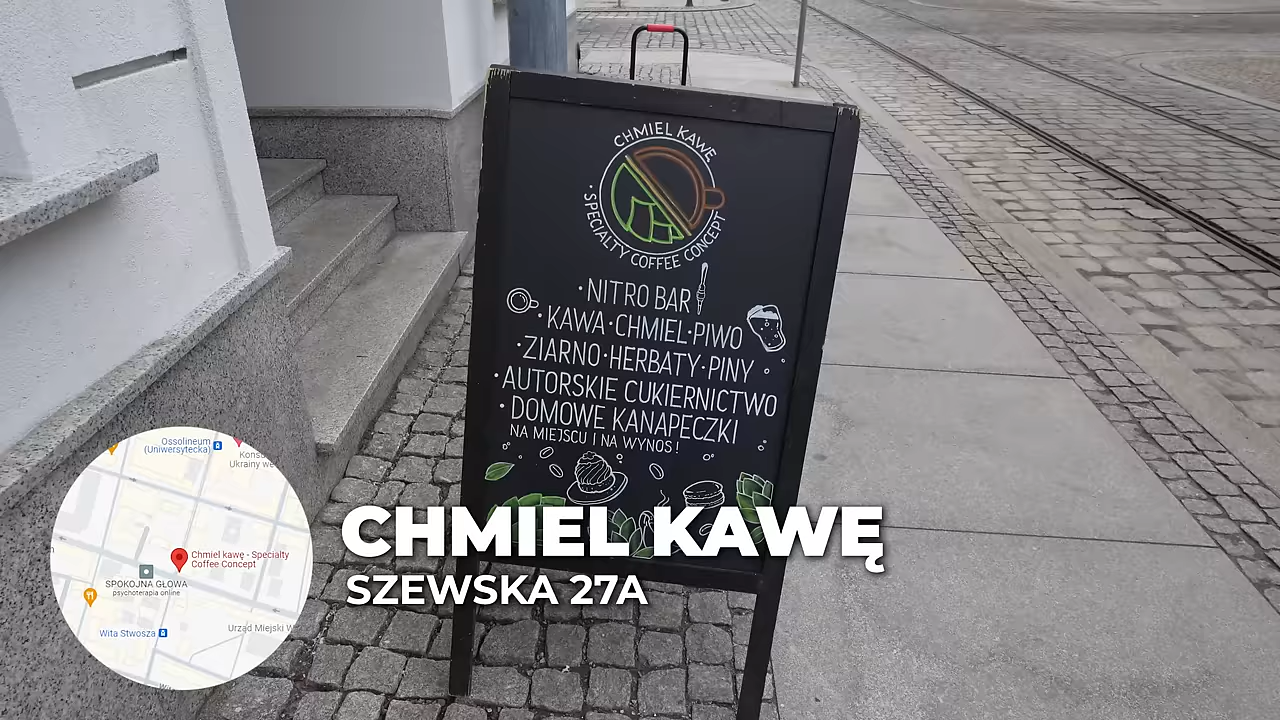 CHMIEL KAWĘ
• SPECIALTY COFFEE CONCEPT
• NITRO BAR
• KAWA • CHMIEL • PIWO
• ZIARNO • HERBATY • PINY
• AUTORSKIE CUKIERNICTWO
• DOMOWE KANAPECZKI
NA MIEJSCU I NA WYNOS!
CHMIEL KAWĘ
SZEWSKA 27A
Ossolineum
(Uniwersytecka)
Ukrainy
Chmiel kawę - Specialty
Coffee Concept
SPOKOJNA GŁOWA
psychoterapia online
Wita Stwosza
Urząd Miejski W